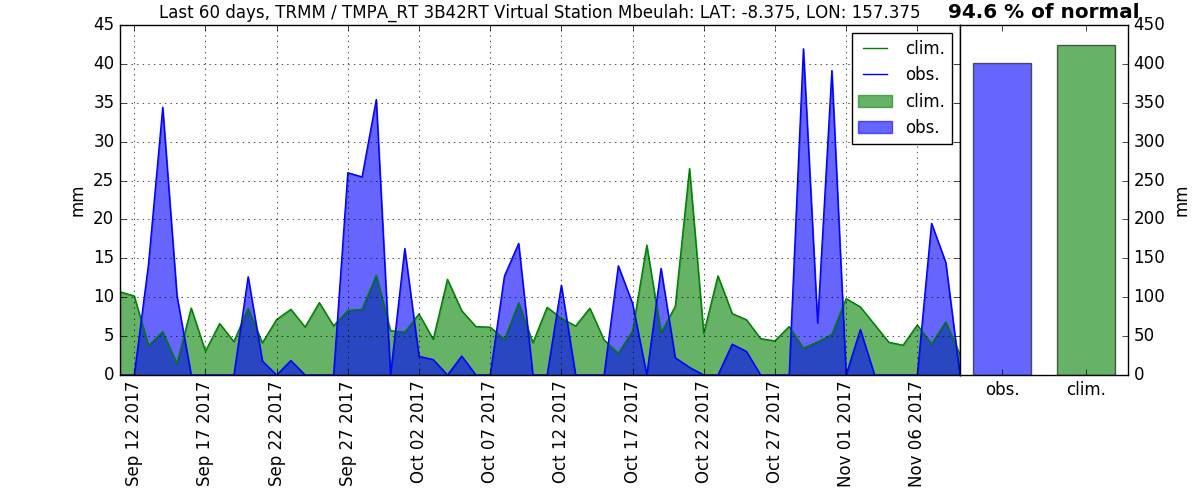 Last 60 days, TRMM / TMPA_RT 3B42RT Virtual Station Mbeulah: LAT: -8.375, LON: 157.375
94.6 % of normal
45
40
35
30
25
20
15
10
5
0
mm
clim.
obs.
clim.
obs.
Sep 12 2017
Sep 17 2017
Sep 22 2017
Sep 27 2017
Oct 02 2017
Oct 07 2017
Oct 12 2017
Oct 17 2017
Oct 22 2017
Oct 27 2017
Nov 01 2017
Nov 06 2017
450
400
350
300
250
200
150
100
50
0
mm
obs.
clim.